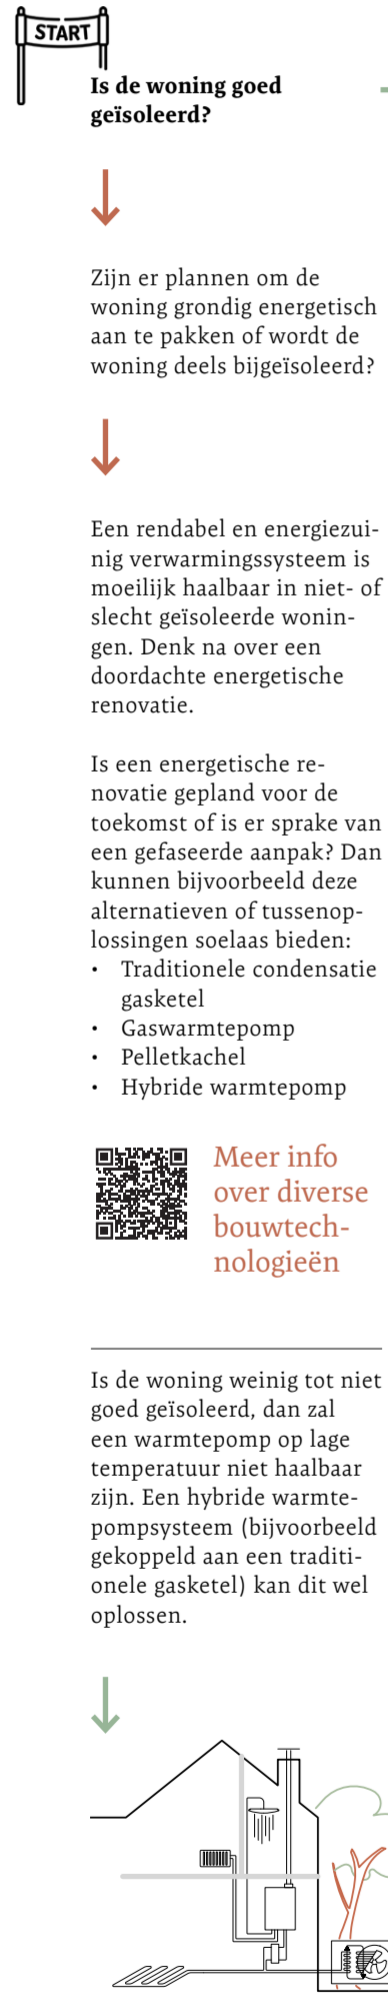 START
Is de woning goed
geïsoleerd?
Zijn er plannen om de
woning grondig energetisch
aan te pakken of wordt de
woning deels bijgeïsoleerd?
Een rendabel en energiezui-
nig verwarmingssysteem is
moeilijk haalbaar in niet- of
slecht geïsoleerde wonin-
gen. Denk na over een
doordachte energetische
renovatie.
Is een energetische re-
novatie gepland voor de
toekomst of is er sprake van
een gefaseerde aanpak? Dan
kunnen bijvoorbeeld deze
alternatieven of tussenop-
lossingen soelaas bieden:
• Traditionele condensatie
gasketel
• Gaswarmtepomp
• Pelletkachel
• Hybride warmtepomp
Meer info
over diverse
bouwtech-
nologieën
Is de woning weinig tot niet
goed geïsoleerd, dan zal
een warmtepomp op lage
temperatuur niet haalbaar
zijn. Een hybride warmte-
pompsysteem (bijvoorbeeld
gekoppeld aan een traditi-
onele gasketel) kan dit wel
oplossen.